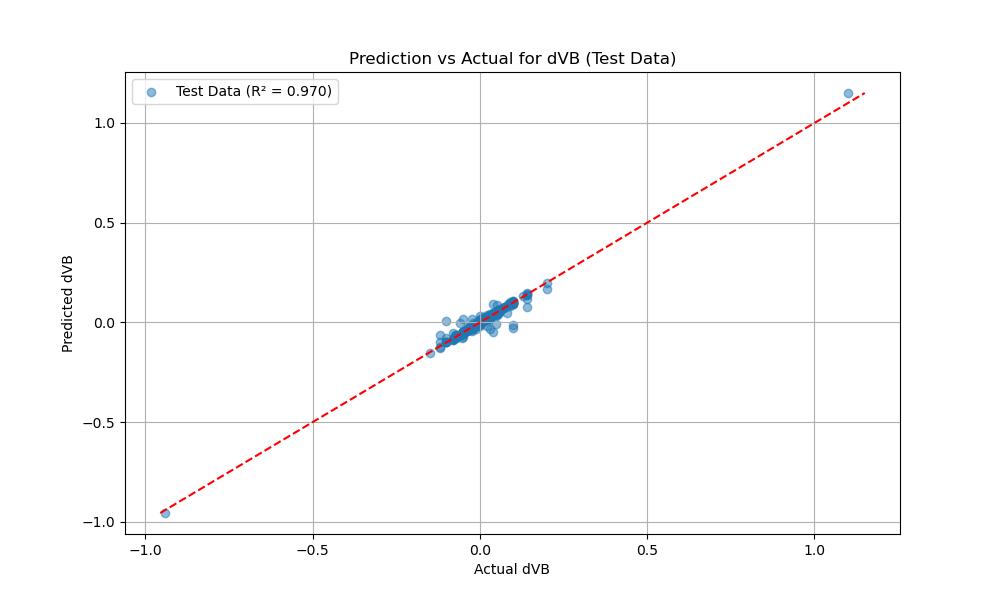 Prediction vs Actual for dVB (Test Data)
Test Data (R² = 0.970)
Predicted dVB
1.0
0.5
0.0
−0.5
−1.0
−1.0 −0.5 0.0 0.5 1.0
Actual dVB